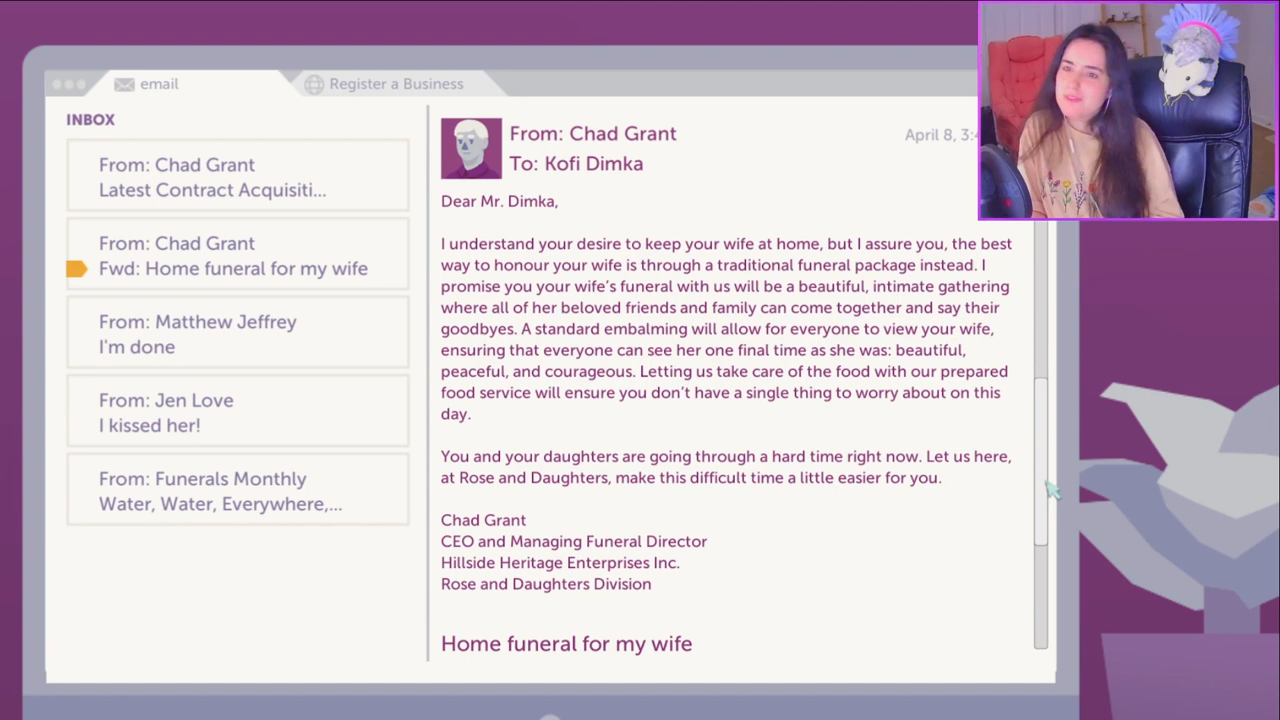 email
Register a Business
INBOX
From: Chad Grant
Latest Contract Acquisiti...
From: Chad Grant
Fwd: Home funeral for my wife
From: Matthew Jeffrey
I'm done
From: Jen Love
I kissed her!
From: Funerals Monthly
Water, Water, Everywhere,...
From: Chad Grant
April 8, 3:4
To: Kofi Dimka
Dear Mr. Dimka,
I understand your desire to keep your wife at home, but I assure you, the best
way to honour your wife is through a traditional funeral package instead. I
promise you your wife's funeral with us will be a beautiful, intimate gathering
where all of her beloved friends and family can come together and say their
goodbyes. A standard embalming will allow for everyone to view your wife,
ensuring that everyone can see her one final time as she was: beautiful,
peaceful, and courageous. Letting us take care of the food with our prepared
food service will ensure you don't have a single thing to worry about on this
day.
You and your daughters are going through a hard time right now. Let us here,
at Rose and Daughters, make this difficult time a little easier for you.
Chad Grant
CEO and Managing Funeral Director
Hillside Heritage Enterprises Inc.
Rose and Daughters Division
Home funeral for my wife